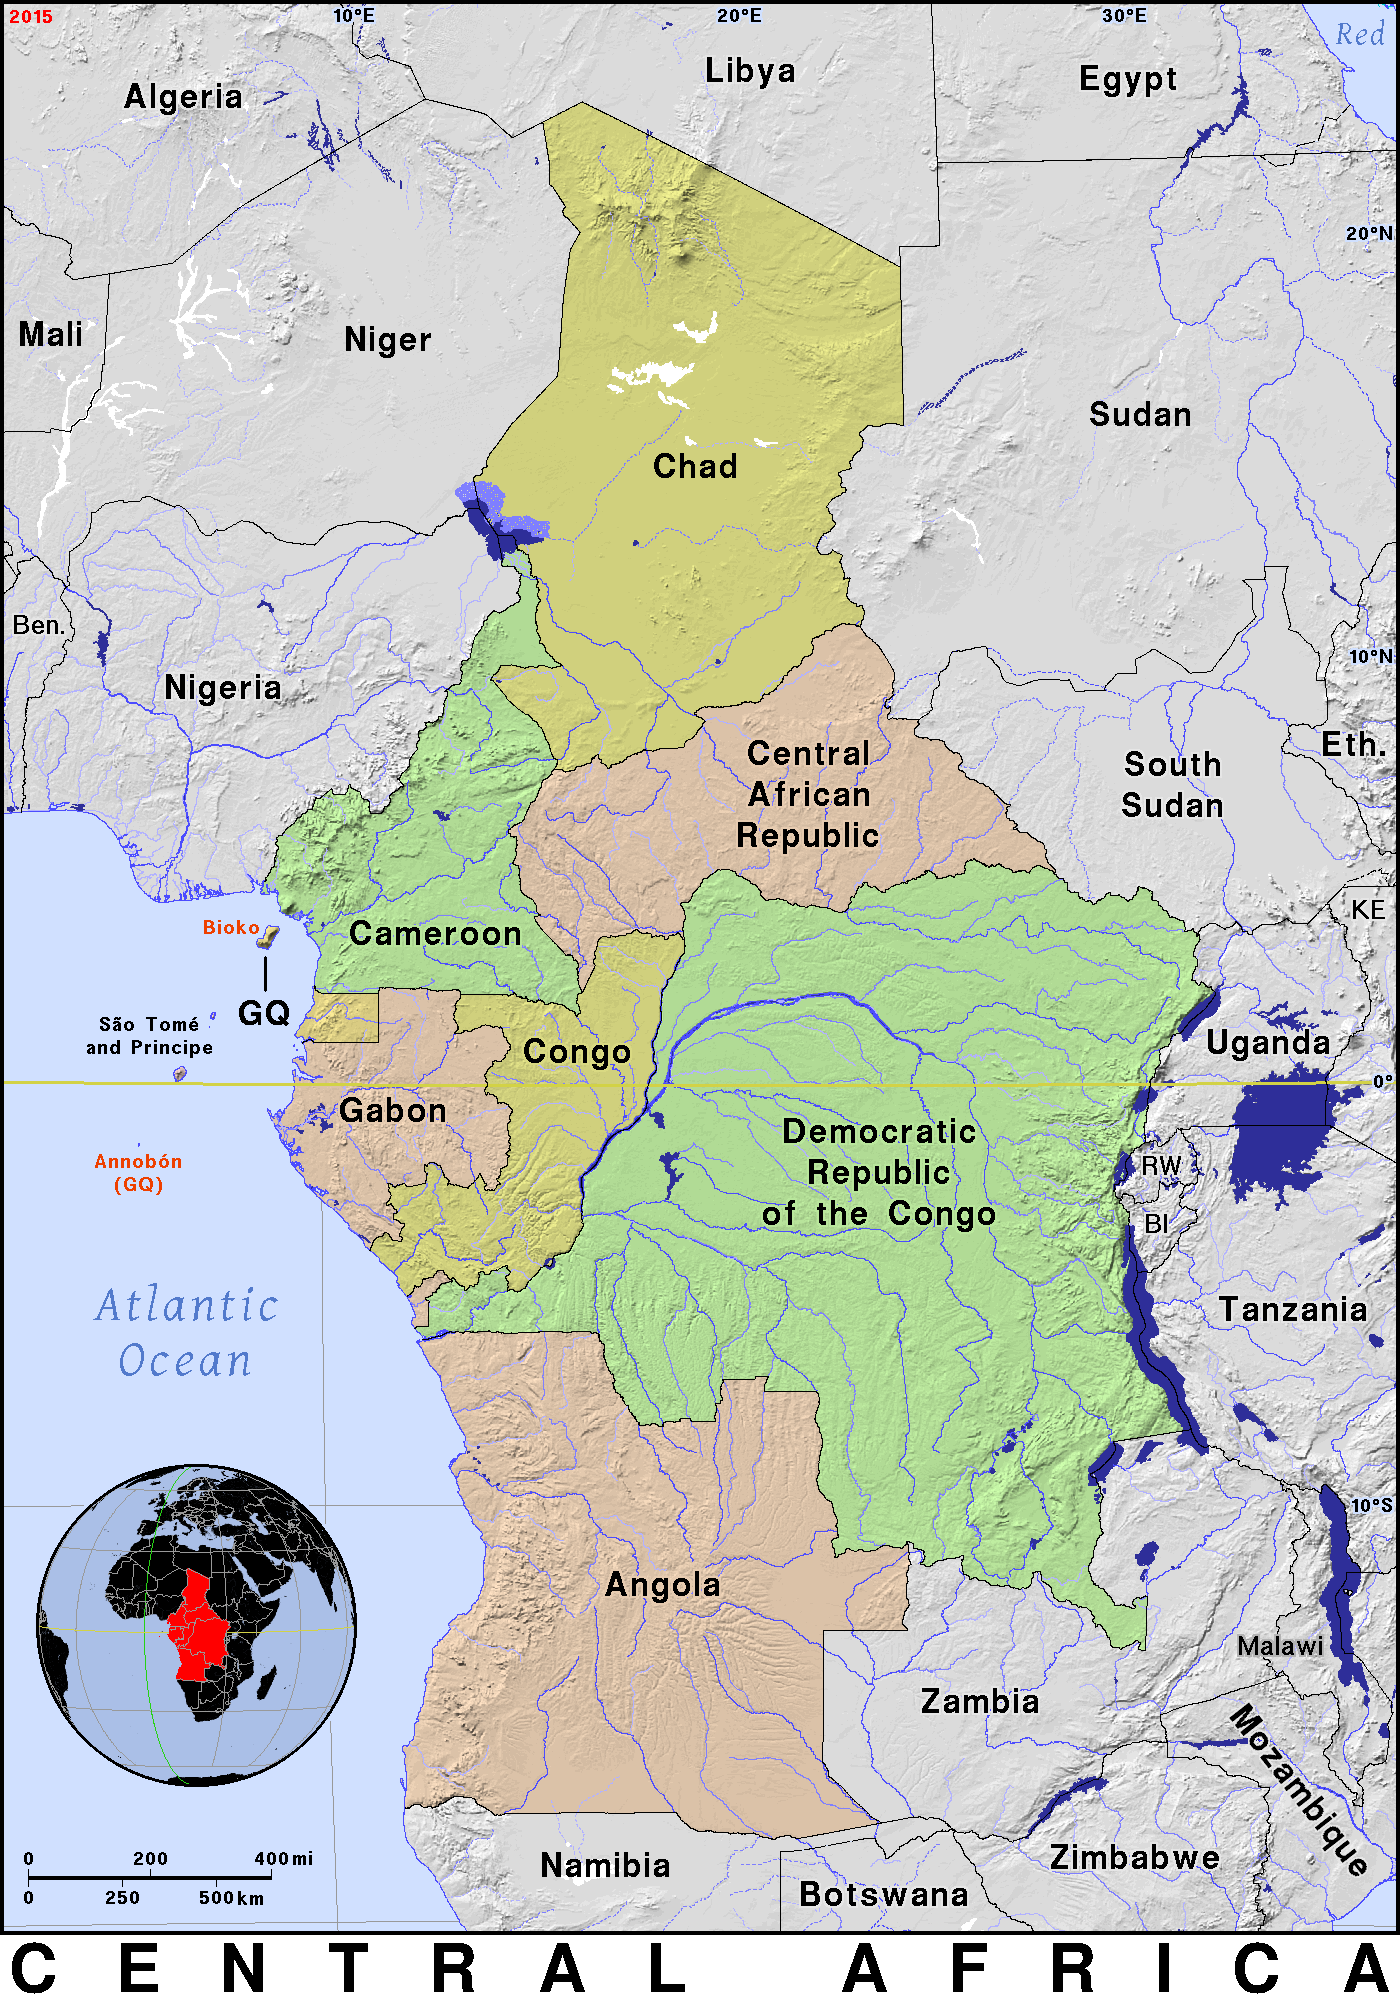 2015
10°E
20°E
30°E
Red
Algeria
Libya
Egypt
20°N
Mali
Niger
Sudan
Chad
Ben.
Nigeria
10°N
Eth.
Central
African
Republic
South
Sudan
KE
Bioko
Cameroon
GQ
São Tomé
and Principe
Congo
Uganda
0°
Gabon
Democratic
Republic
of the Congo
RW
Annobón
(GQ)
BI
Atlantic
Ocean
Tanzania
10°S
Angola
Malawi
Zambia
Mozambique
Zimbabwe
Namibia
Botswana
0 200 400 mi
0 250 500 km
CENTRAL AFRICA